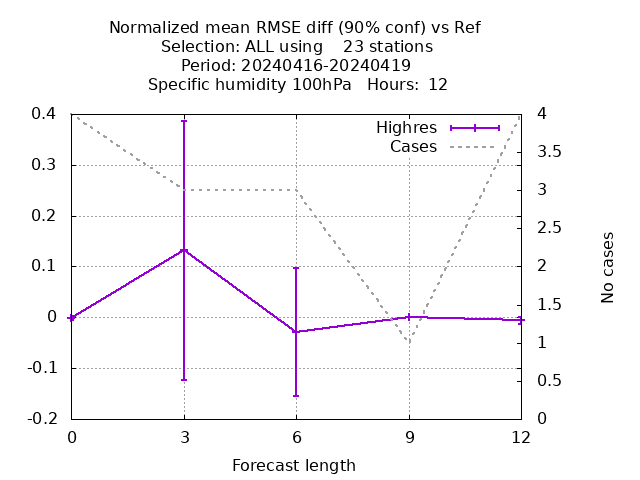 Normalized mean RMSE diff (90% conf) vs Ref
Selection: ALL using    23 stations
Period: 20240416-20240419
Specific humidity 100hPa   Hours:  12
Highres
Cases
0.4
0.3
0.2
0.1
0
-0.1
-0.2
4
3.5
3
2.5
2
1.5
1
0.5
0
No cases
0 3 6 9 12
Forecast length